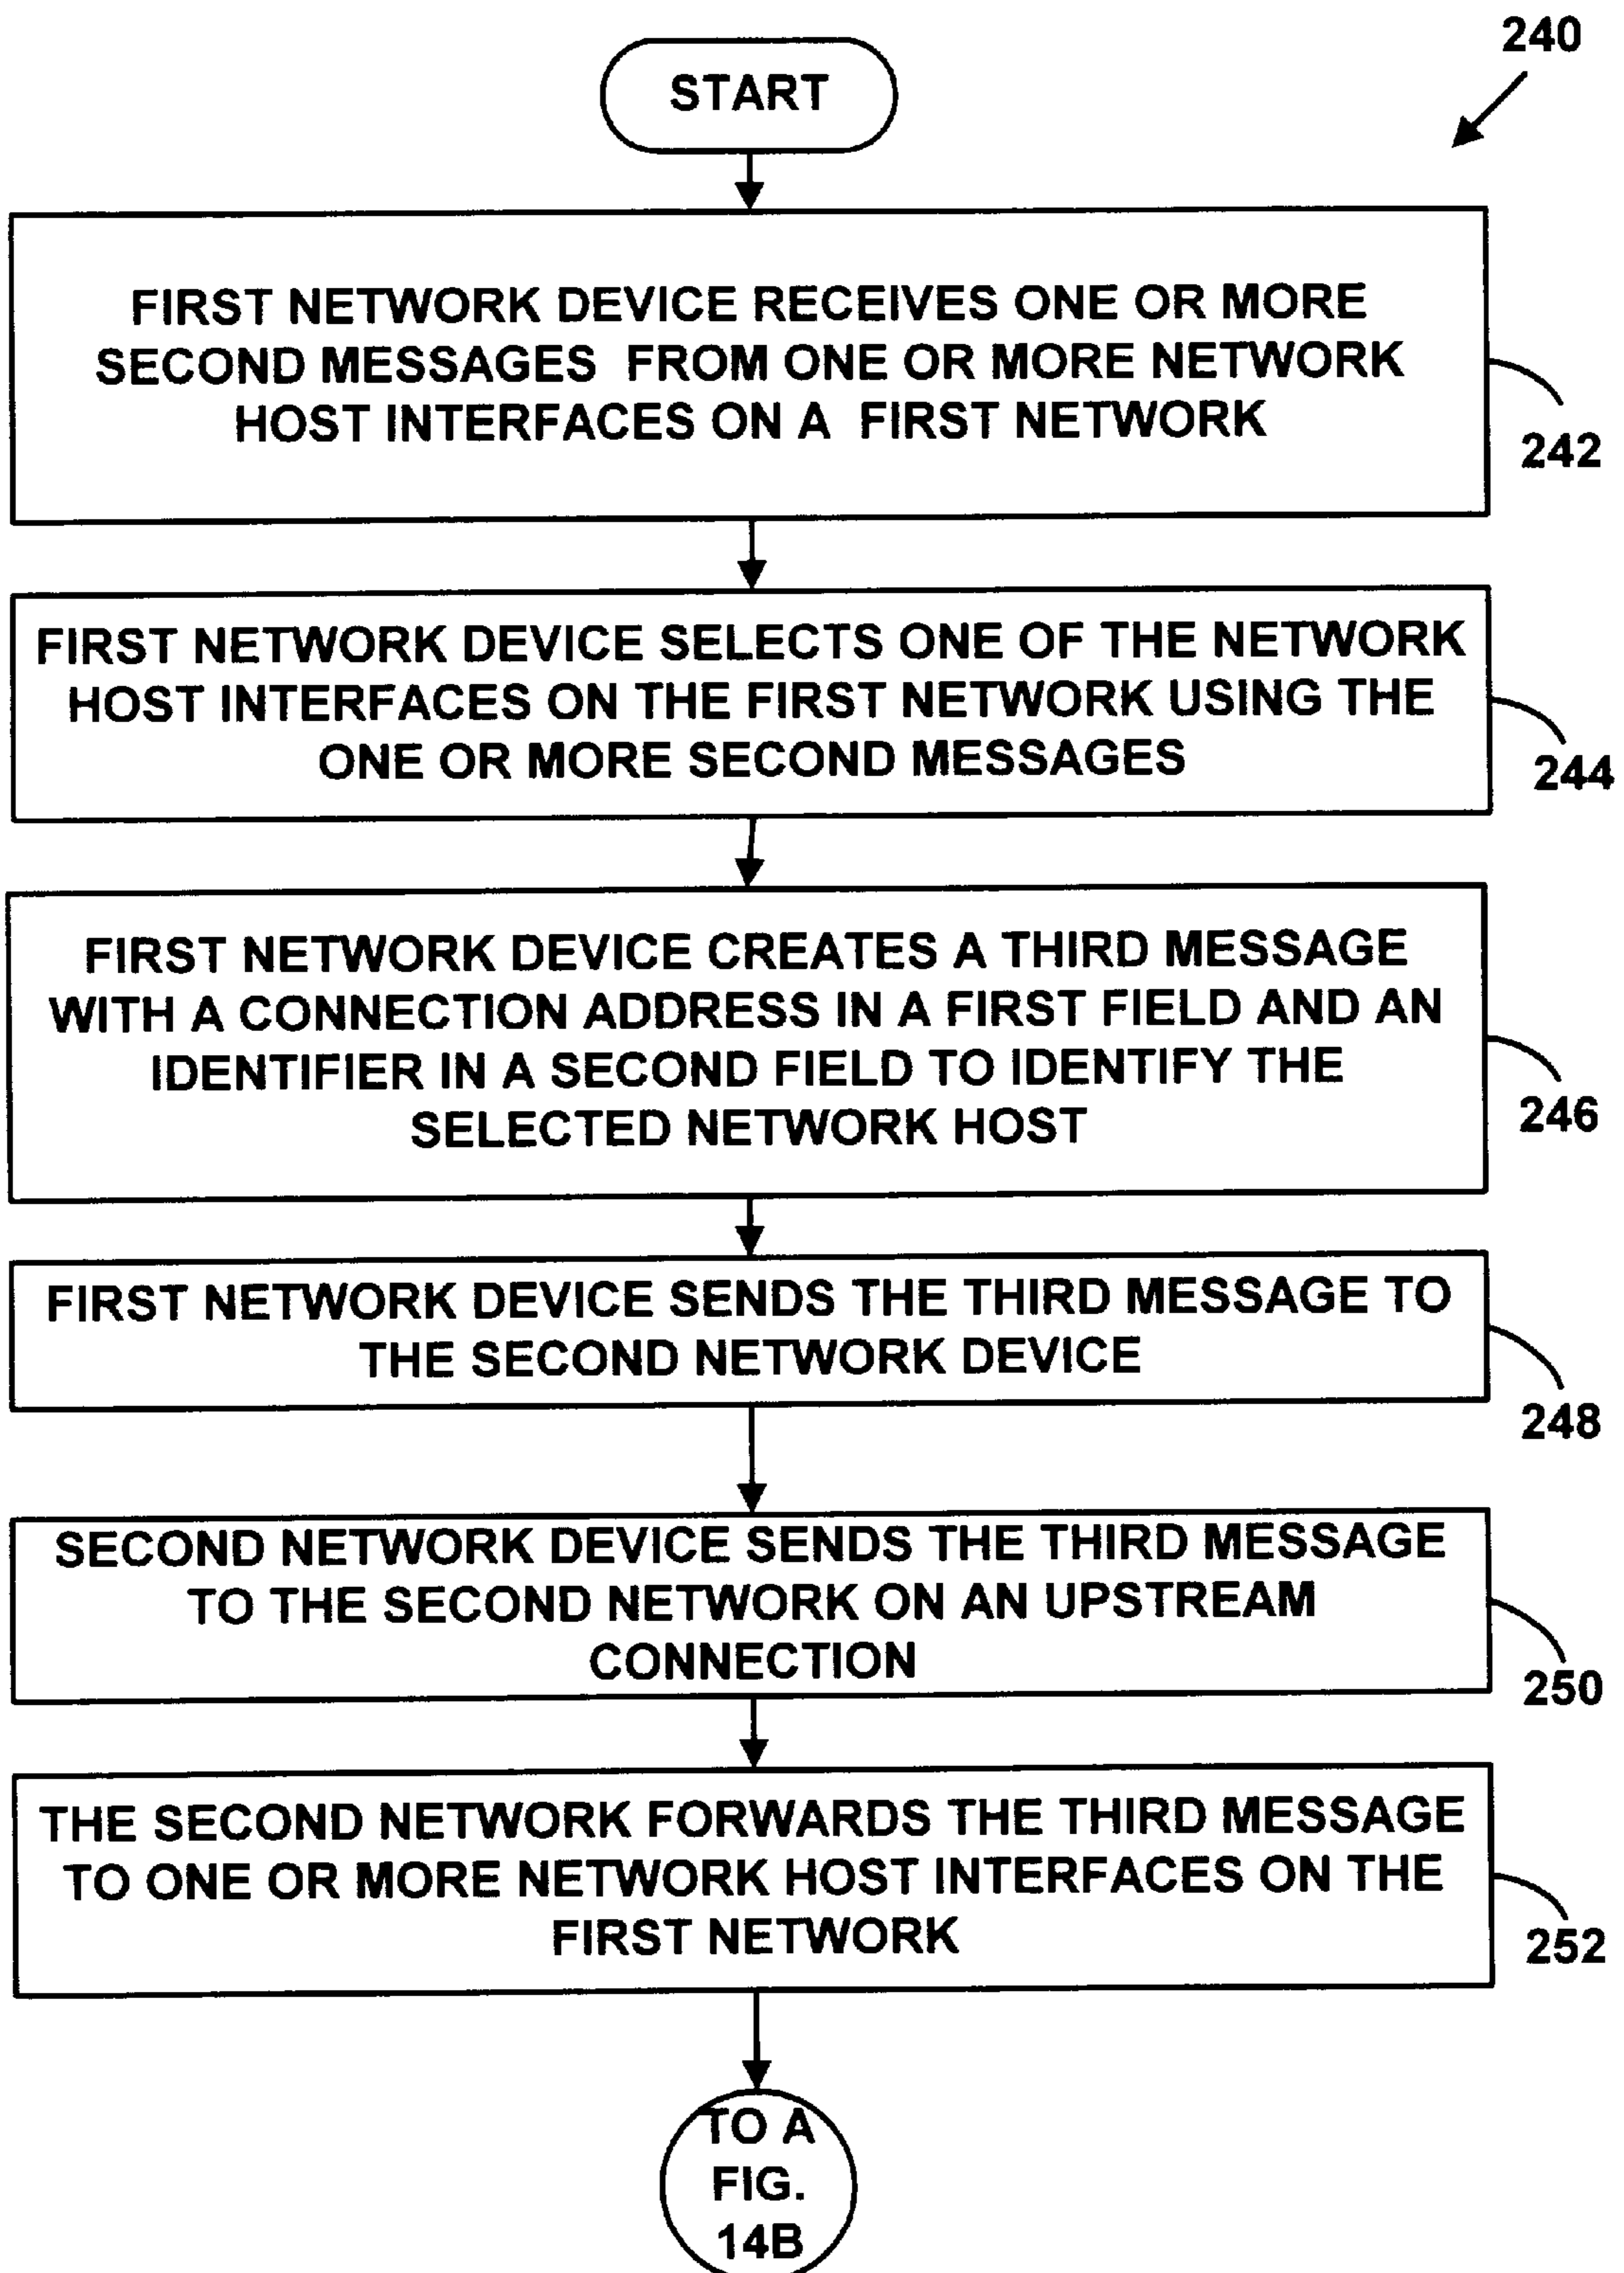 240
START
FIRST NETWORK DEVICE RECEIVES ONE OR MORE
SECOND MESSAGES FROM ONE OR MORE NETWORK
HOST INTERFACES ON A FIRST NETWORK
242
FIRST NETWORK DEVICE SELECTS ONE OF THE NETWORK
HOST INTERFACES ON THE FIRST NETWORK USING THE
ONE OR MORE SECOND MESSAGES
244
FIRST NETWORK DEVICE CREATES A THIRD MESSAGE
WITH A CONNECTION ADDRESS IN A FIRST FIELD AND AN
IDENTIFIER IN A SECOND FIELD TO IDENTIFY THE
SELECTED NETWORK HOST
246
FIRST NETWORK DEVICE SENDS THE THIRD MESSAGE TO
THE SECOND NETWORK DEVICE
248
SECOND NETWORK DEVICE SENDS THE THIRD MESSAGE
TO THE SECOND NETWORK ON AN UPSTREAM
CONNECTION
250
THE SECOND NETWORK FORWARDS THE THIRD MESSAGE
TO ONE OR MORE NETWORK HOST INTERFACES ON THE
FIRST NETWORK
252
TO A
FIG.
14B